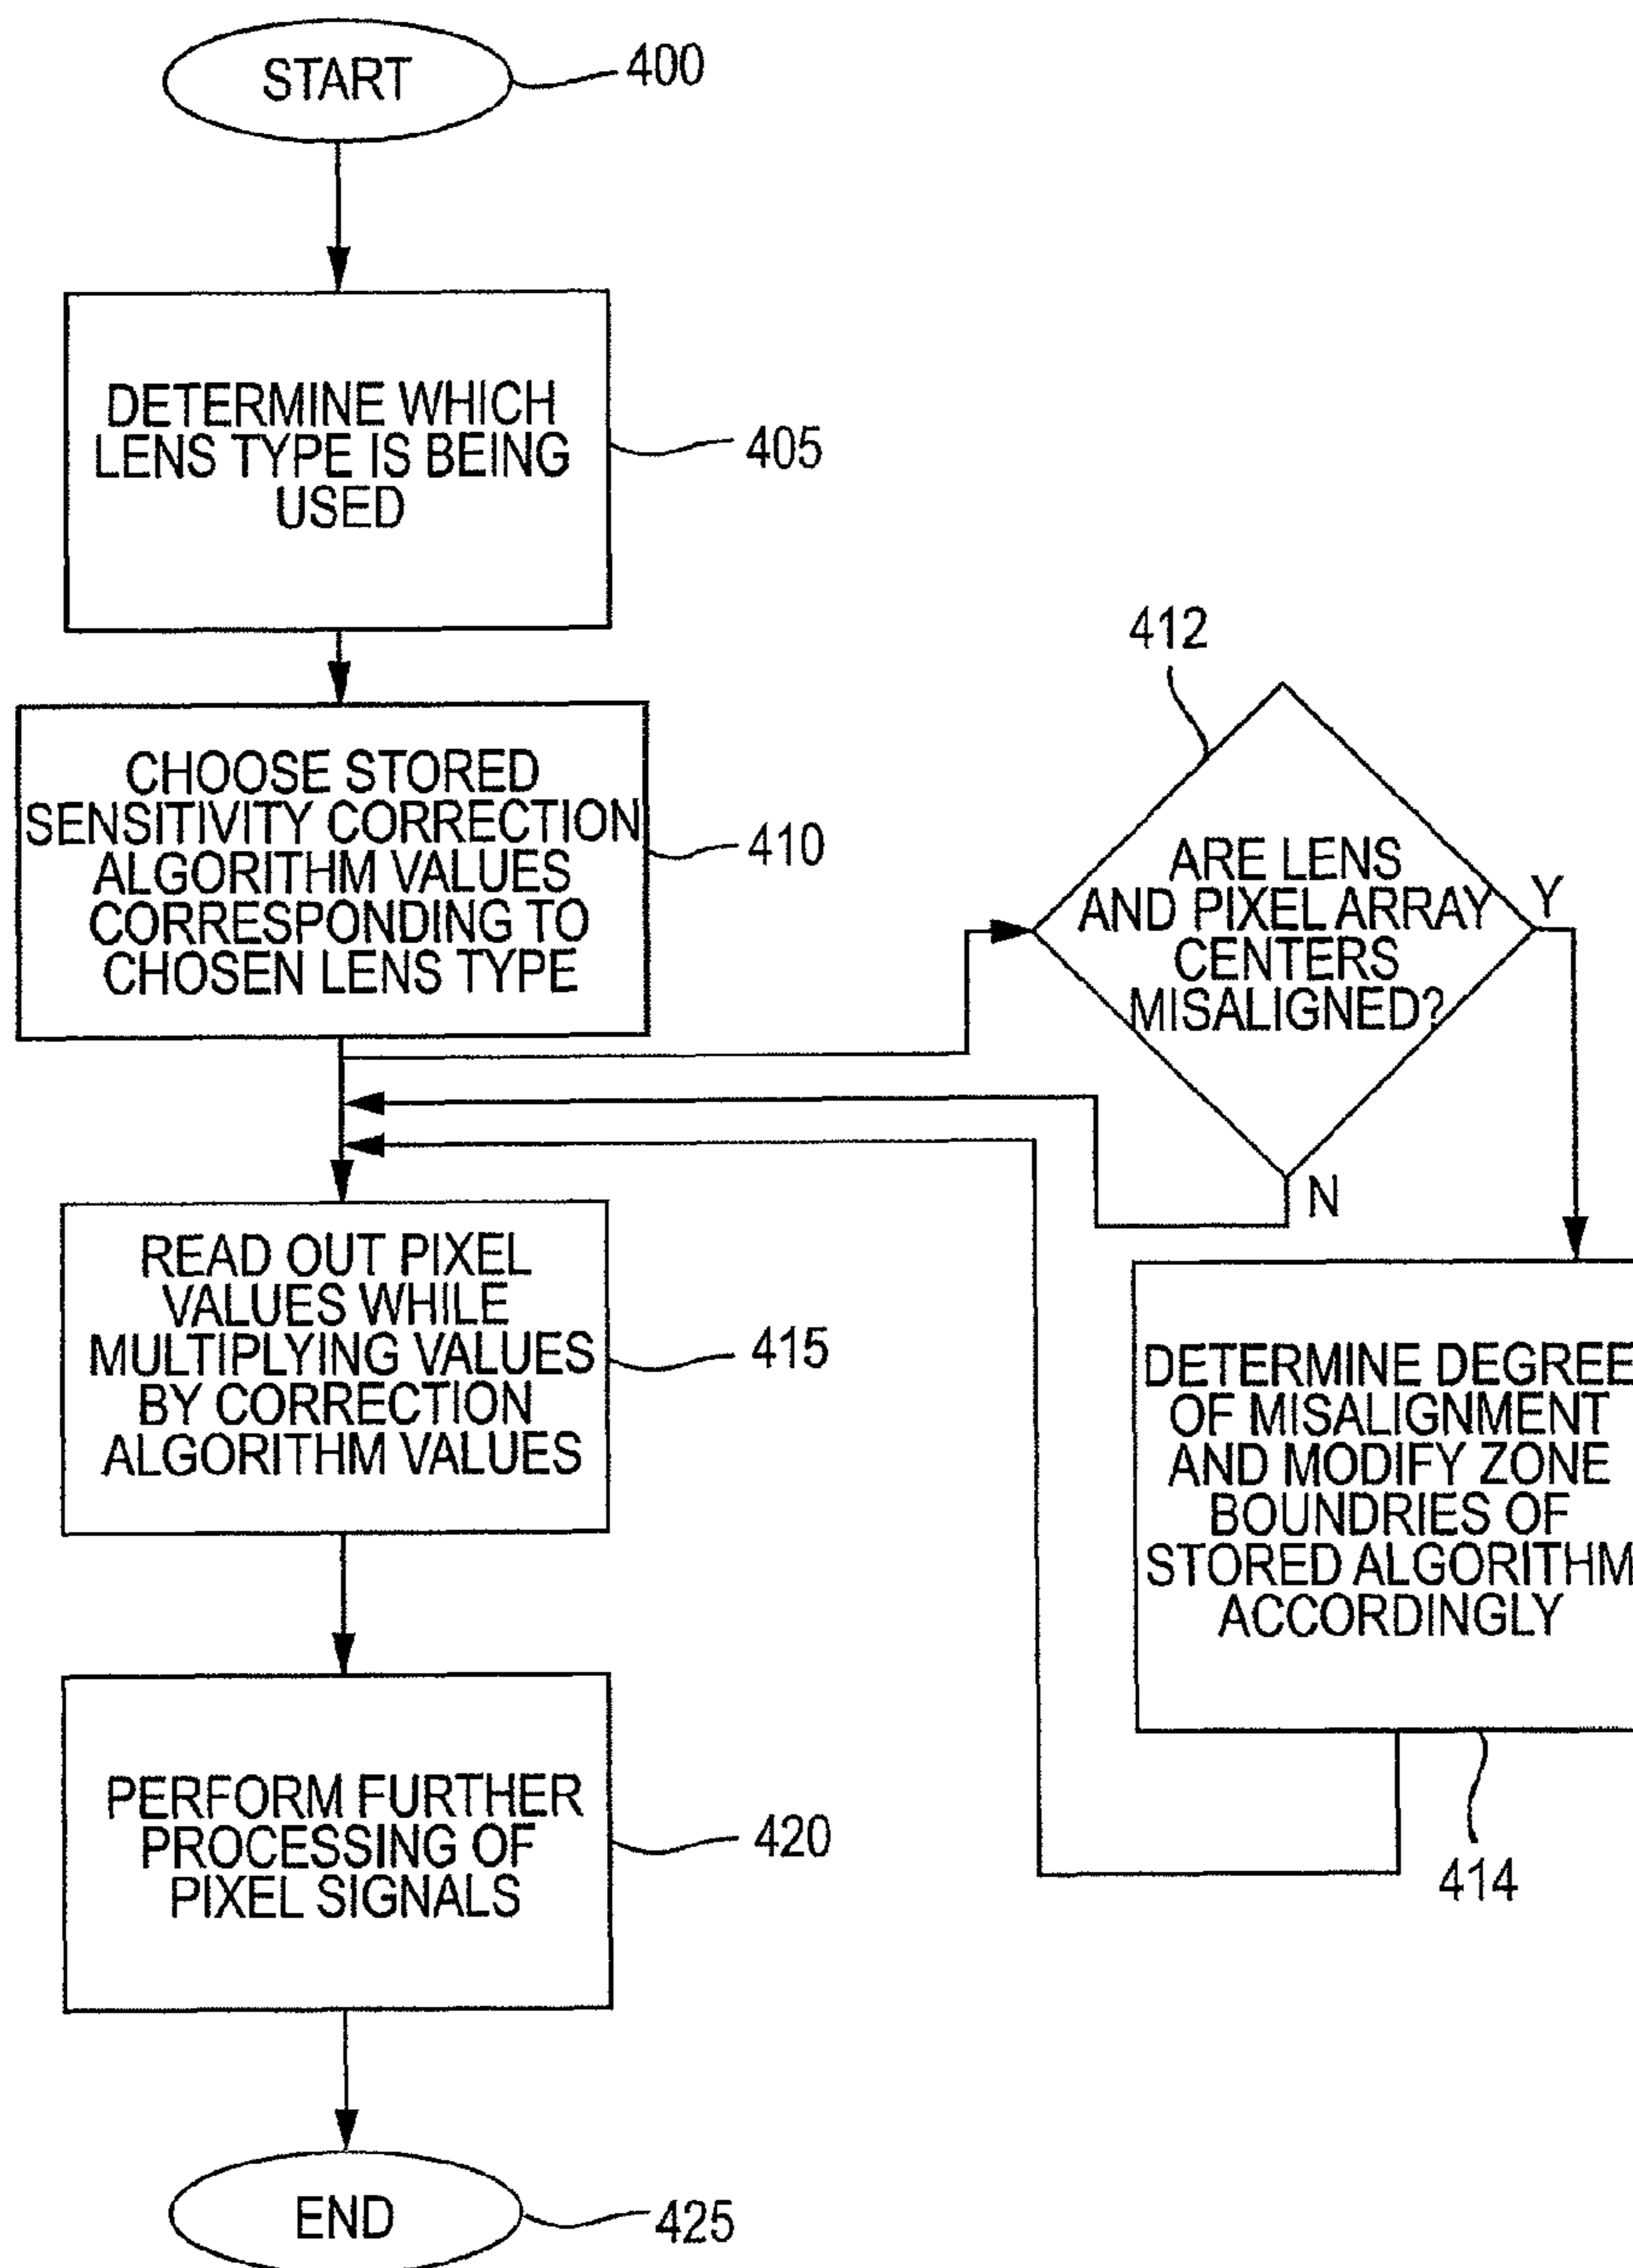 START
400
DETERMINE WHICH
LENS TYPE IS BEING
USED
405
CHOOSE STORED
SENSITIVITY CORRECTION
ALGORITHM VALUES
CORRESPONDING TO
CHOSEN LENS TYPE
410
412
ARE LENS
AND PIXEL ARRAY
CENTERS
MISALIGNED?
Y
N
READ OUT PIXEL
VALUES WHILE
MULTIPLYING VALUES
BY CORRECTION
ALGORITHM VALUES
415
DETERMINE DEGREE
OF MISALIGNMENT
AND MODIFY ZONE
BOUNDRIES OF
STORED ALGORITHM
ACCORDINGLY
414
PERFORM FURTHER
PROCESSING OF
PIXEL SIGNALS
420
END
425